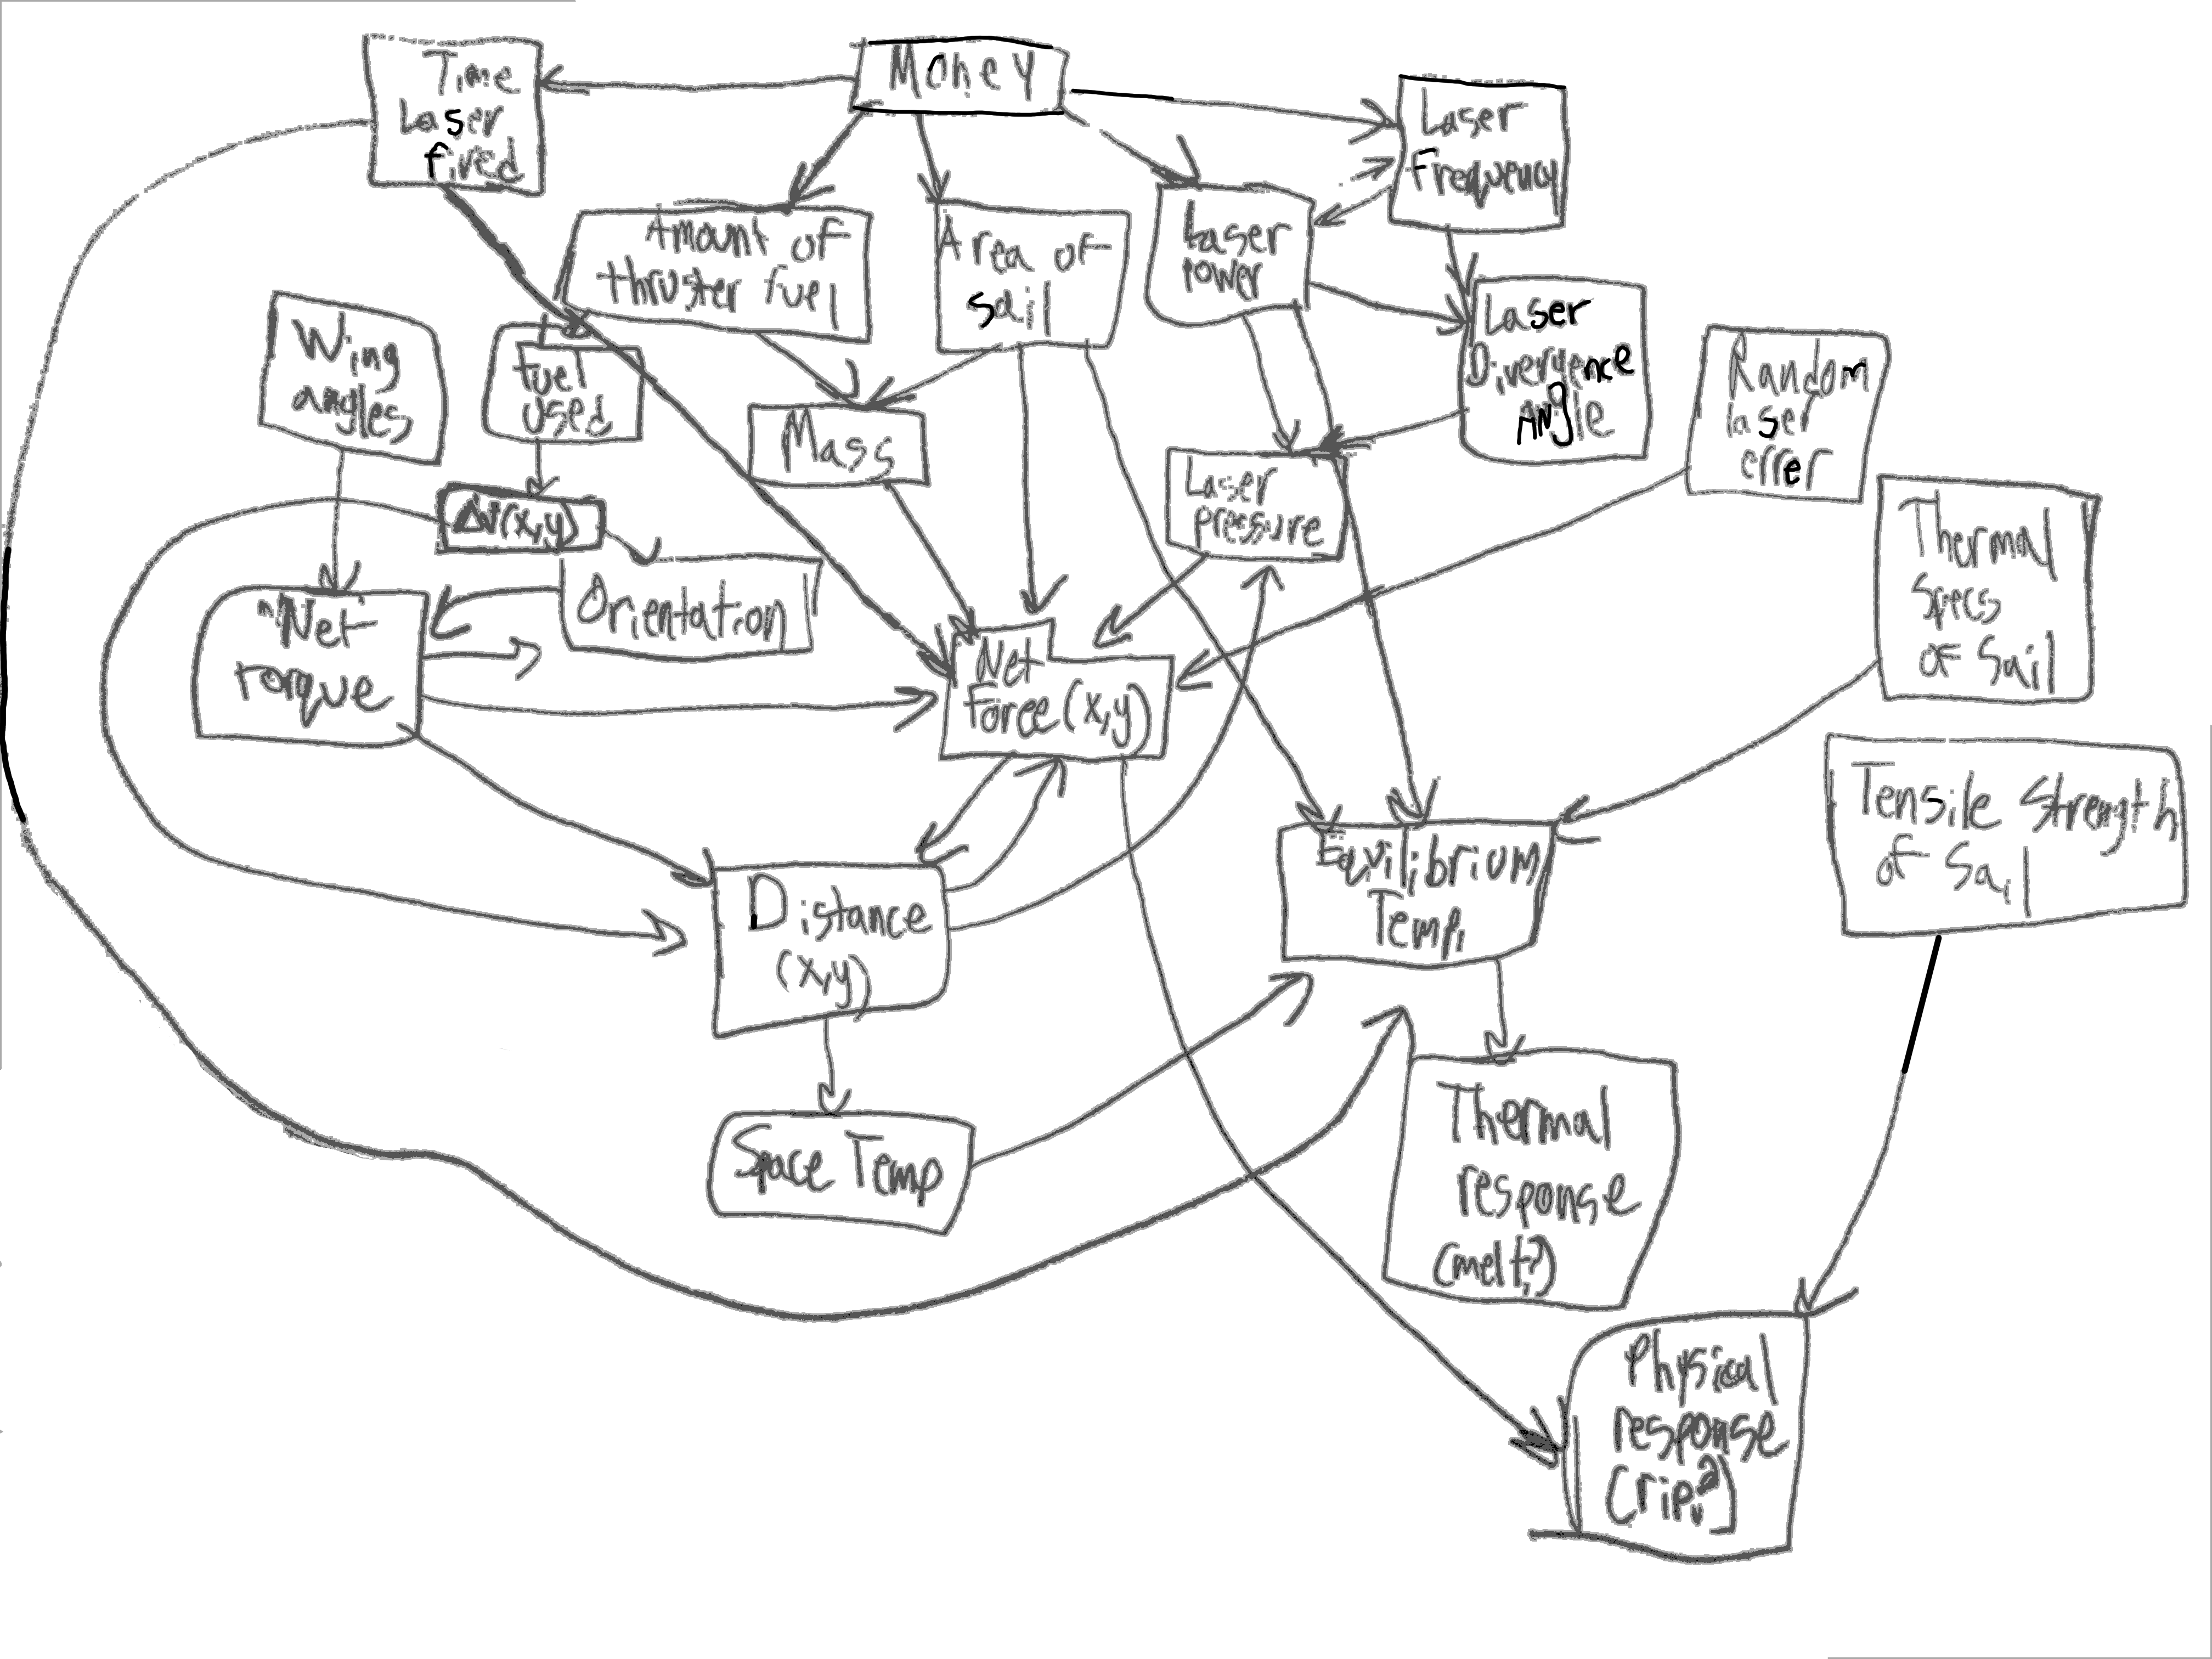 Time
Laser
fired
Money
Laser
Frequency
Amount of
thruster fuel
Area of
sail
Laser
power
Laser
Divergence
Angle
Random
laser
error
Wing
angles
fuel
used
Mass
Laser
pressure
Δv(x,y)
Thermal
Specs
of Sail
Orientation
Net
Torque
Net
Force(x,y)
Tensile Strength
of Sail
Equilibrium
Temp.
Distance
(x,y)
Space Temp
Thermal
response
(melt?)
Physical
response
(rip?)